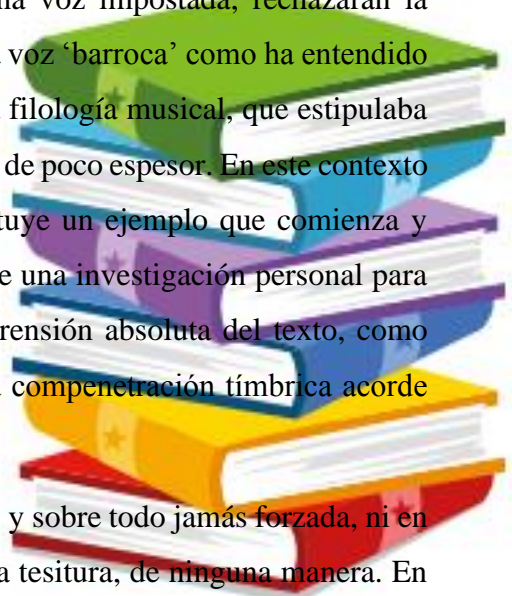 na voz impostada, rechazarán la
voz ‘barroca’ como ha entendido
filología musical, que estipulaba
de poco espesor. En este contexto
tuye un ejemplo que comienza y
e una investigación personal para
rensión absoluta del texto, como
compenetración tímbrica acorde
y sobre todo jamás forzada, ni en
a tesitura, de ninguna manera. En